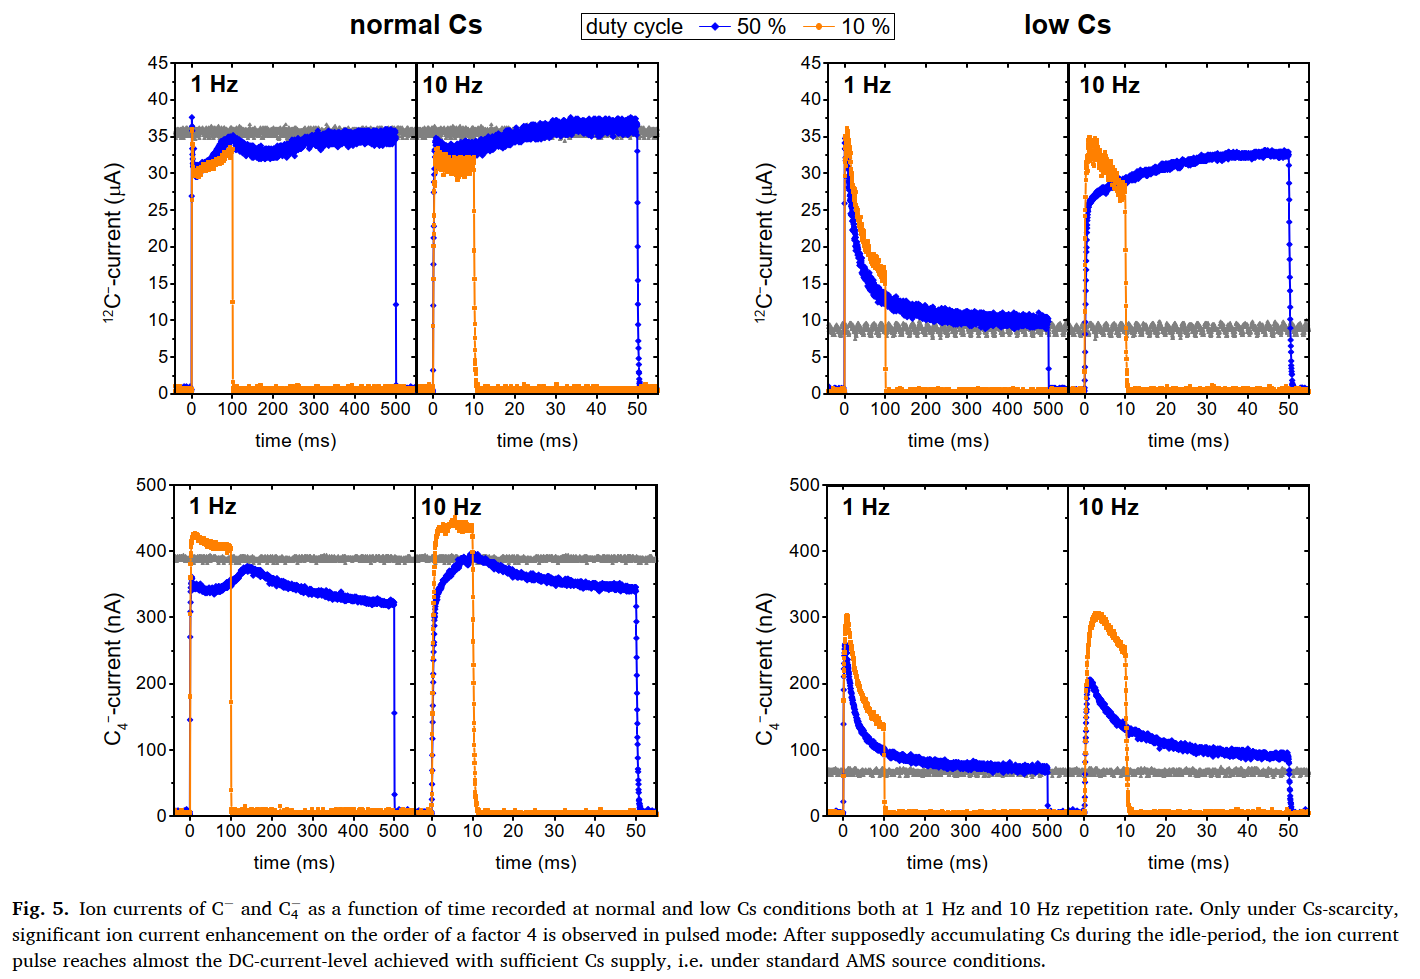 normal Cs
duty cycle 50 % 10 %
low Cs
1 Hz
10 Hz
45
40
35
30
25
20
15
10
5
0
¹²C⁻-current (µA)
0 100 200 300 400 500 0 10 20 30 40 50
time (ms) time (ms)
1 Hz
10 Hz
45
40
35
30
25
20
15
10
5
0
¹²C⁻-current (µA)
0 100 200 300 400 500 0 10 20 30 40 50
time (ms) time (ms)
1 Hz
10 Hz
500
400
300
200
100
0
C₄⁻-current (nA)
0 100 200 300 400 500 0 10 20 30 40 50
time (ms) time (ms)
1 Hz
10 Hz
500
400
300
200
100
0
C₄⁻-current (nA)
0 100 200 300 400 500 0 10 20 30 40 50
time (ms) time (ms)
Fig. 5. Ion currents of C⁻ and C₄⁻ as a function of time recorded at normal and low Cs conditions both at 1 Hz and 10 Hz repetition rate. Only under Cs-scarcity,
significant ion current enhancement on the order of a factor 4 is observed in pulsed mode: After supposedly accumulating Cs during the idle-period, the ion current
pulse reaches almost the DC-current-level achieved with sufficient Cs supply, i.e. under standard AMS source conditions.